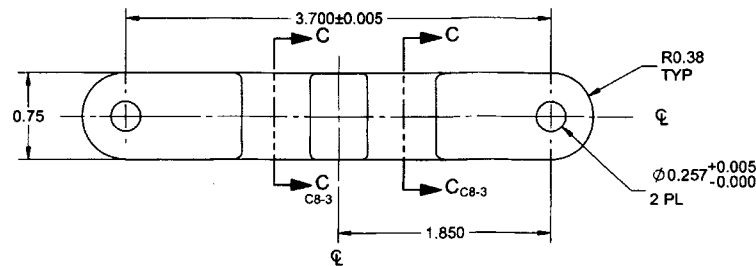 3.700±0.005
C C
R0.38
TYP
0.75
℄
C C
C8-3 C8-3
⌀0.257+0.005
-0.000
2 PL
1.850
℄